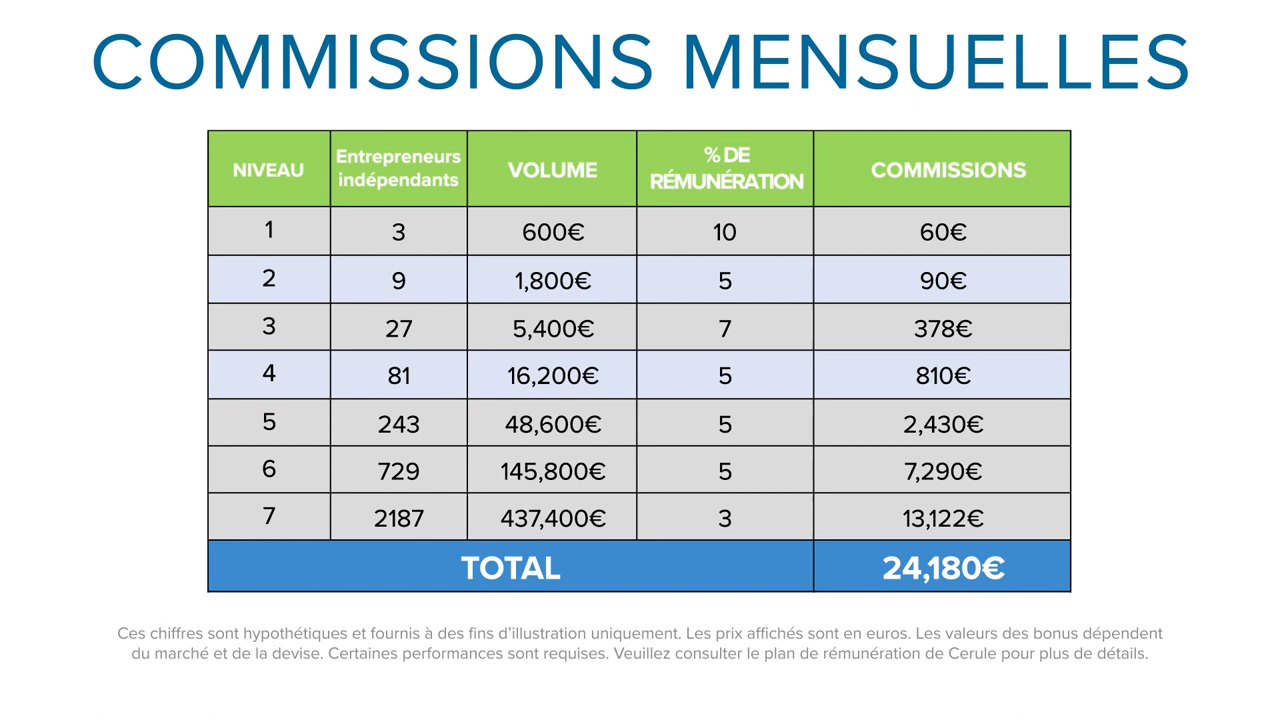 COMMISSIONS MENSUELLES
NIVEAU Entrepreneurs indépendants VOLUME % DE RÉMUNÉRATION COMMISSIONS
1 3 600€ 10 60€
2 9 1,800€ 5 90€
3 27 5,400€ 7 378€
4 81 16,200€ 5 810€
5 243 48,600€ 5 2,430€
6 729 145,800€ 5 7,290€
7 2187 437,400€ 3 13,122€
TOTAL 24,180€
Ces chiffres sont hypothétiques et fournis à des fins d'illustration uniquement. Les prix affichés sont en euros. Les valeurs des bonus dépendent
du marché et de la devise. Certaines performances sont requises. Veuillez consulter le plan de rémunération de Cerule pour plus de détails.